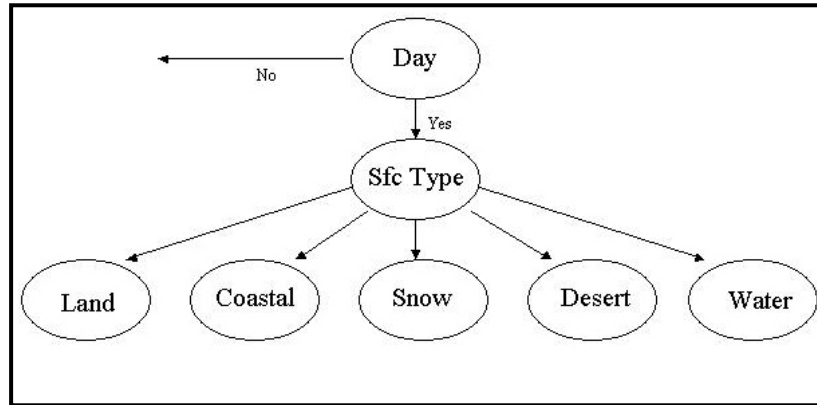 Day
No
Yes
Sfc Type
Land
Coastal
Snow
Desert
Water